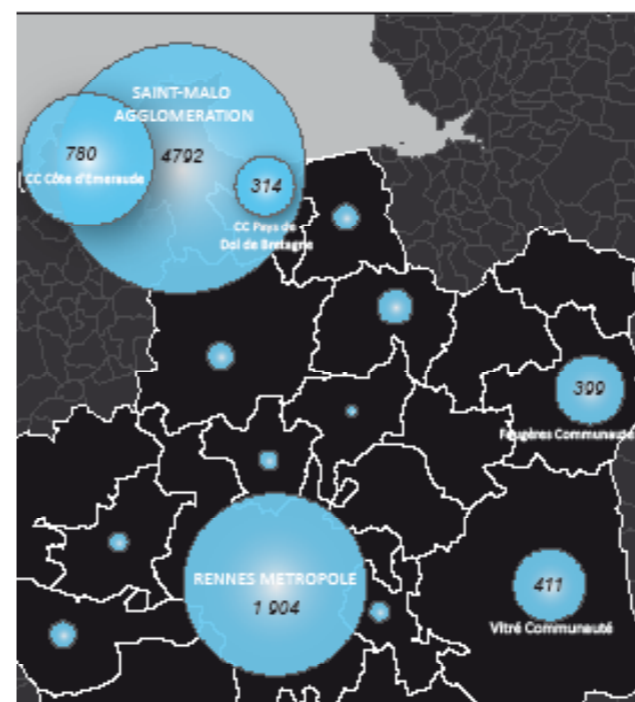 SAINT-MALO
AGGLOMERATION
780
4792
CC Côte d'Emeraude
314
CC Pays de
Dol de Bretagne
399
Fougères Communauté
RENNES METROPOLE
1 904
411
Vitré Communauté